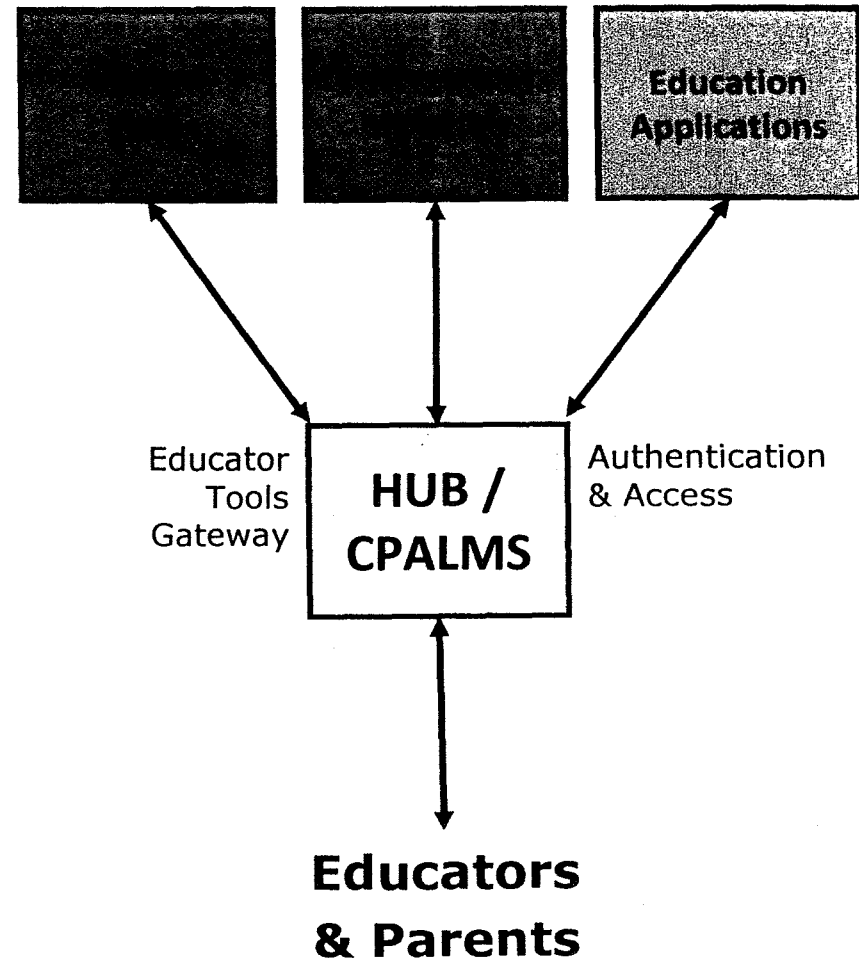 Education
Applications
Educator
Tools
Gateway
HUB /
CPALMS
Authentication
& Access
Educators
& Parents